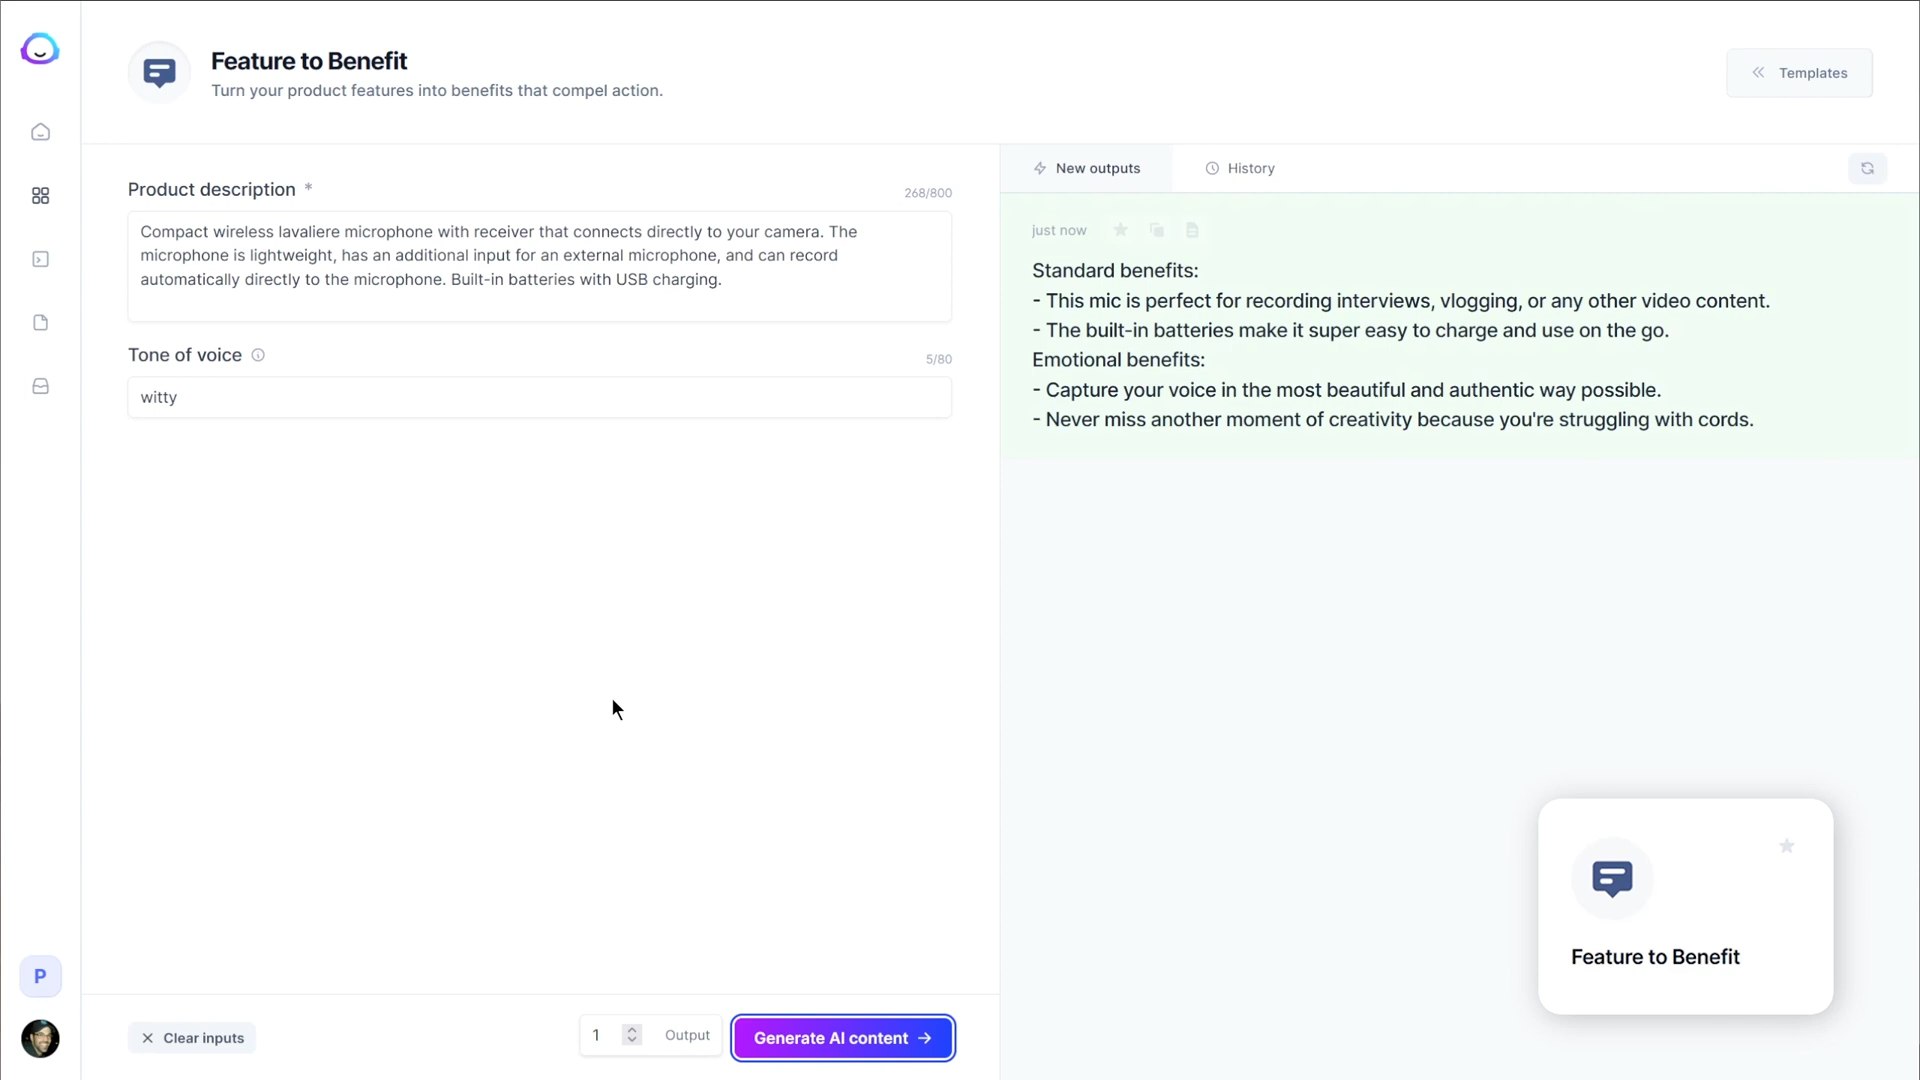 Feature to Benefit
Turn your product features into benefits that compel action.
Templates
Product description *
268/800
Compact wireless lavaliere microphone with receiver that connects directly to your camera. The
microphone is lightweight, has an additional input for an external microphone, and can record
automatically directly to the microphone. Built-in batteries with USB charging.
Tone of voice
5/80
witty
New outputs
History
just now
Standard benefits:
- This mic is perfect for recording interviews, vlogging, or any other video content.
- The built-in batteries make it super easy to charge and use on the go.
Emotional benefits:
- Capture your voice in the most beautiful and authentic way possible.
- Never miss another moment of creativity because you're struggling with cords.
Feature to Benefit
P
Clear inputs
1
Output
Generate AI content